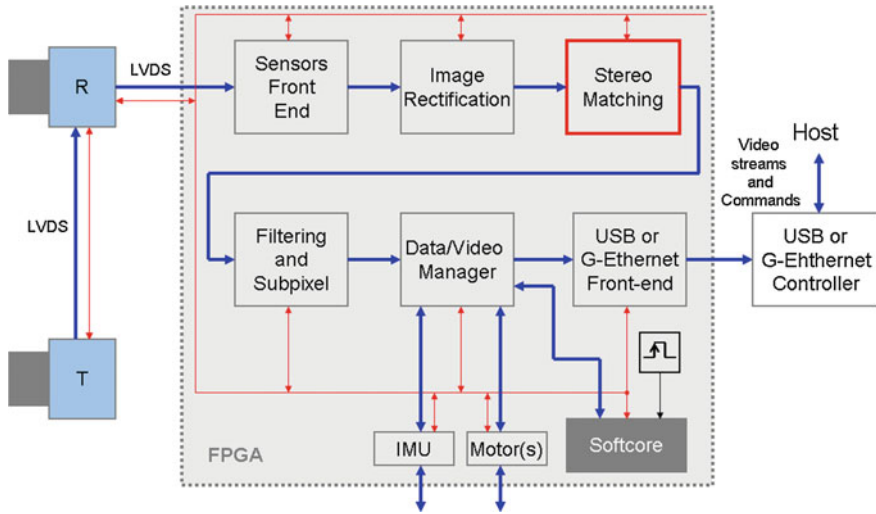 R
LVDS
Sensors
Front
End
Image
Rectification
Stereo
Matching
Host
Video
streams
and
Commands
LVDS
Filtering
and
Subpixel
Data/Video
Manager
USB or
G-Ethernet
Front-end
USB or
G-Ehthernet
Controller
T
FPGA
IMU
Motor(s)
Softcore